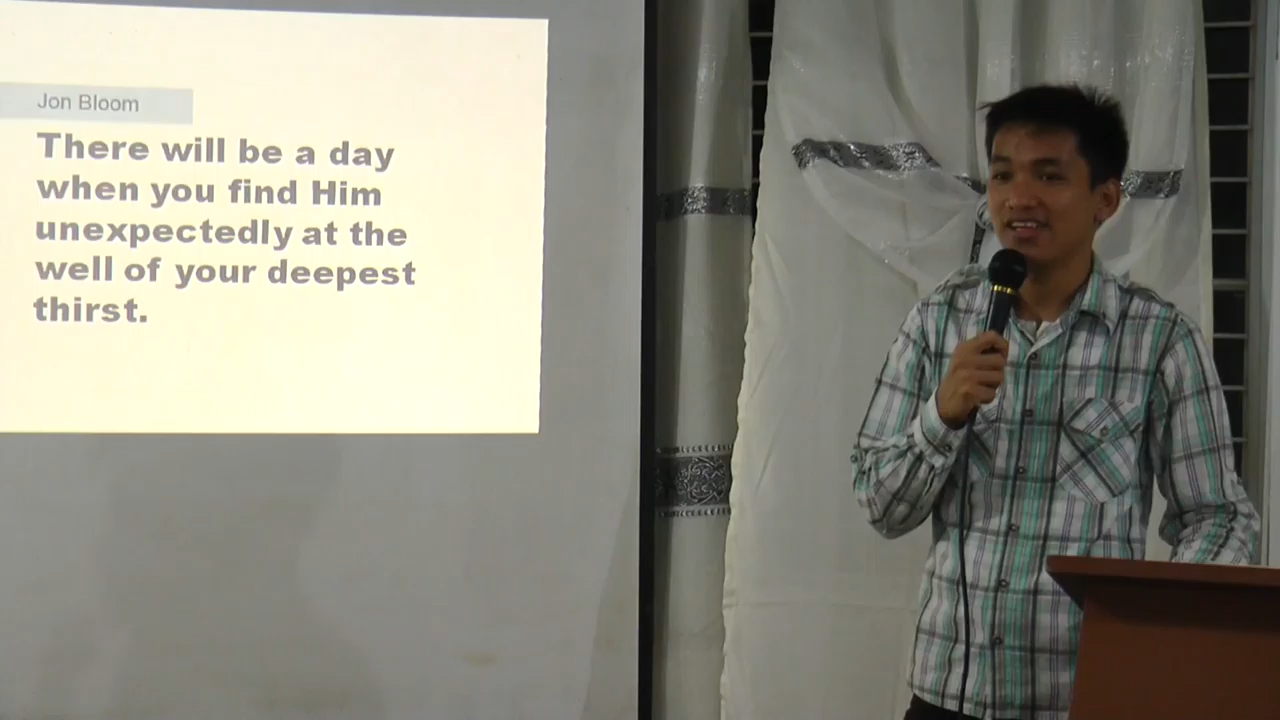 Jon Bloom
There will be a day
when you find Him
unexpectedly at the
well of your deepest
thirst.